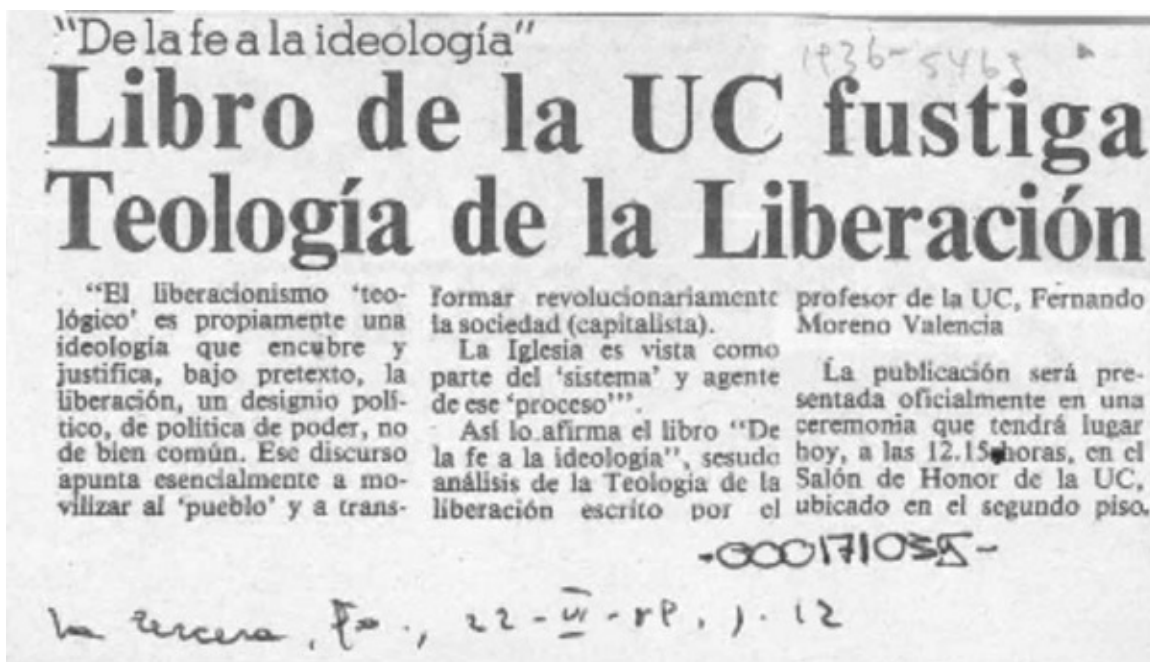 "De la fe a la ideología"
1936-5463
Libro de la UC fustiga
Teología de la Liberación
"El liberacionismo 'teo-
lógico' es propiamente una
ideología que encubre y
justifica, bajo pretexto, la
liberación, un designio polí-
tico, de política de poder, no
de bien común. Ese discurso
apunta esencialmente a mo-
vilizar al 'pueblo' y a trans-
formar revolucionariamente
la sociedad (capitalista).
La Iglesia es vista como
parte del 'sistema' y agente
de ese 'proceso'".
Así lo afirma el libro "De
la fe a la ideología", sesudo
análisis de la Teología de la
liberación escrito por el
profesor de la UC, Fernando
Moreno Valencia
La publicación será pre-
sentada oficialmente en una
ceremonia que tendrá lugar
hoy, a las 12.15 horas, en el
Salón de Honor de la UC,
ubicado en el segundo piso.
-000171035-
La Tercera, 22-VI- 12